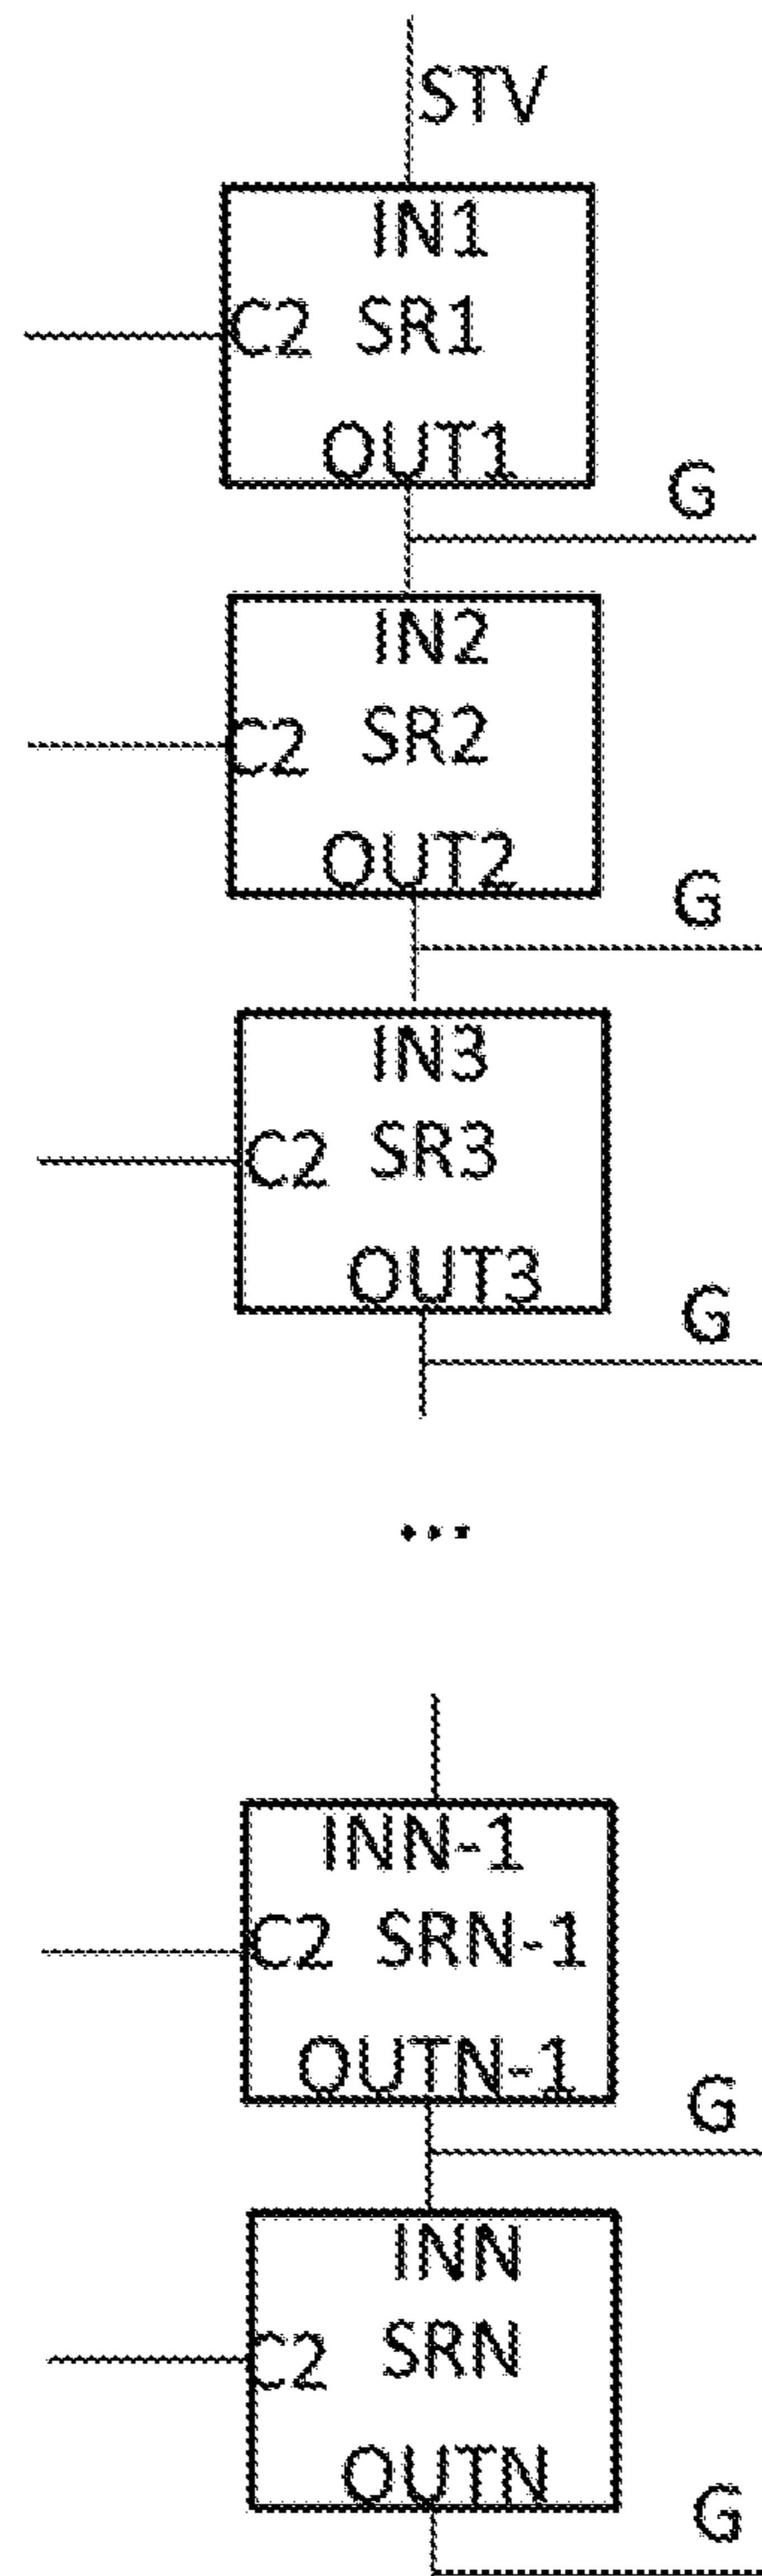 STV
IN1
C2 SR1
OUT1
G
IN2
C2 SR2
OUT2
G
IN3
C2 SR3
OUT3
G
...
INN-1
C2 SRN-1
OUTN-1
G
INN
C2 SRN
OUTN
G